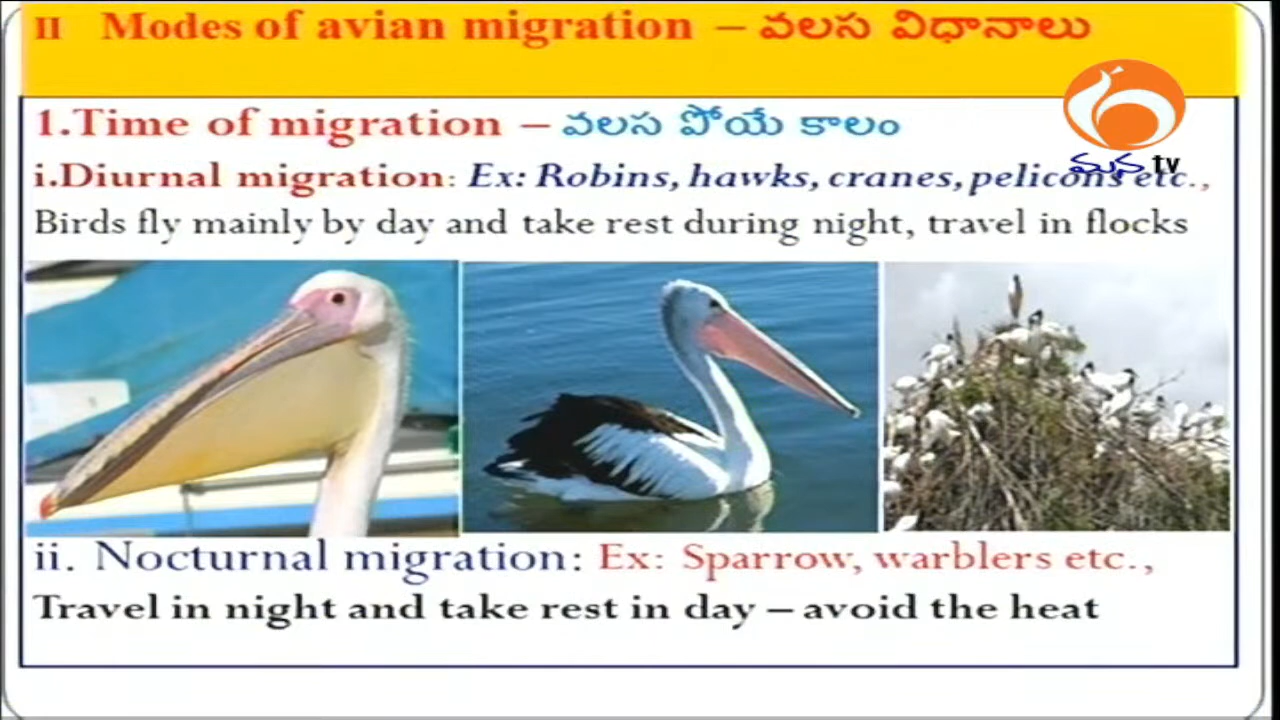 II Modes of avian migration – వలస విధానాలు
1.Time of migration – వలస పోయే కాలం
i.Diurnal migration: Ex: Robins, hawks, cranes, pelicons etc.,
మన tv
Birds fly mainly by day and take rest during night, travel in flocks
ii. Nocturnal migration: Ex: Sparrow, warblers etc.,
Travel in night and take rest in day – avoid the heat